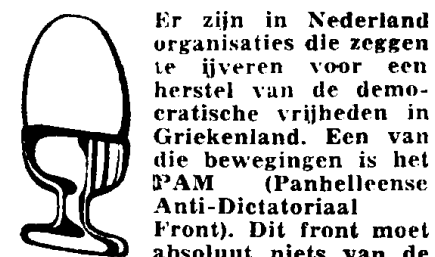 Er zijn in Nederland
organisaties die zeggen
te ijveren voor een
herstel van de demo-
cratische vrijheden in
Griekenland. Een van
die bewegingen is het
PAM (Panhelleense
Anti-Dictatoriaal
Front). Dit front moet
absoluut niets van de